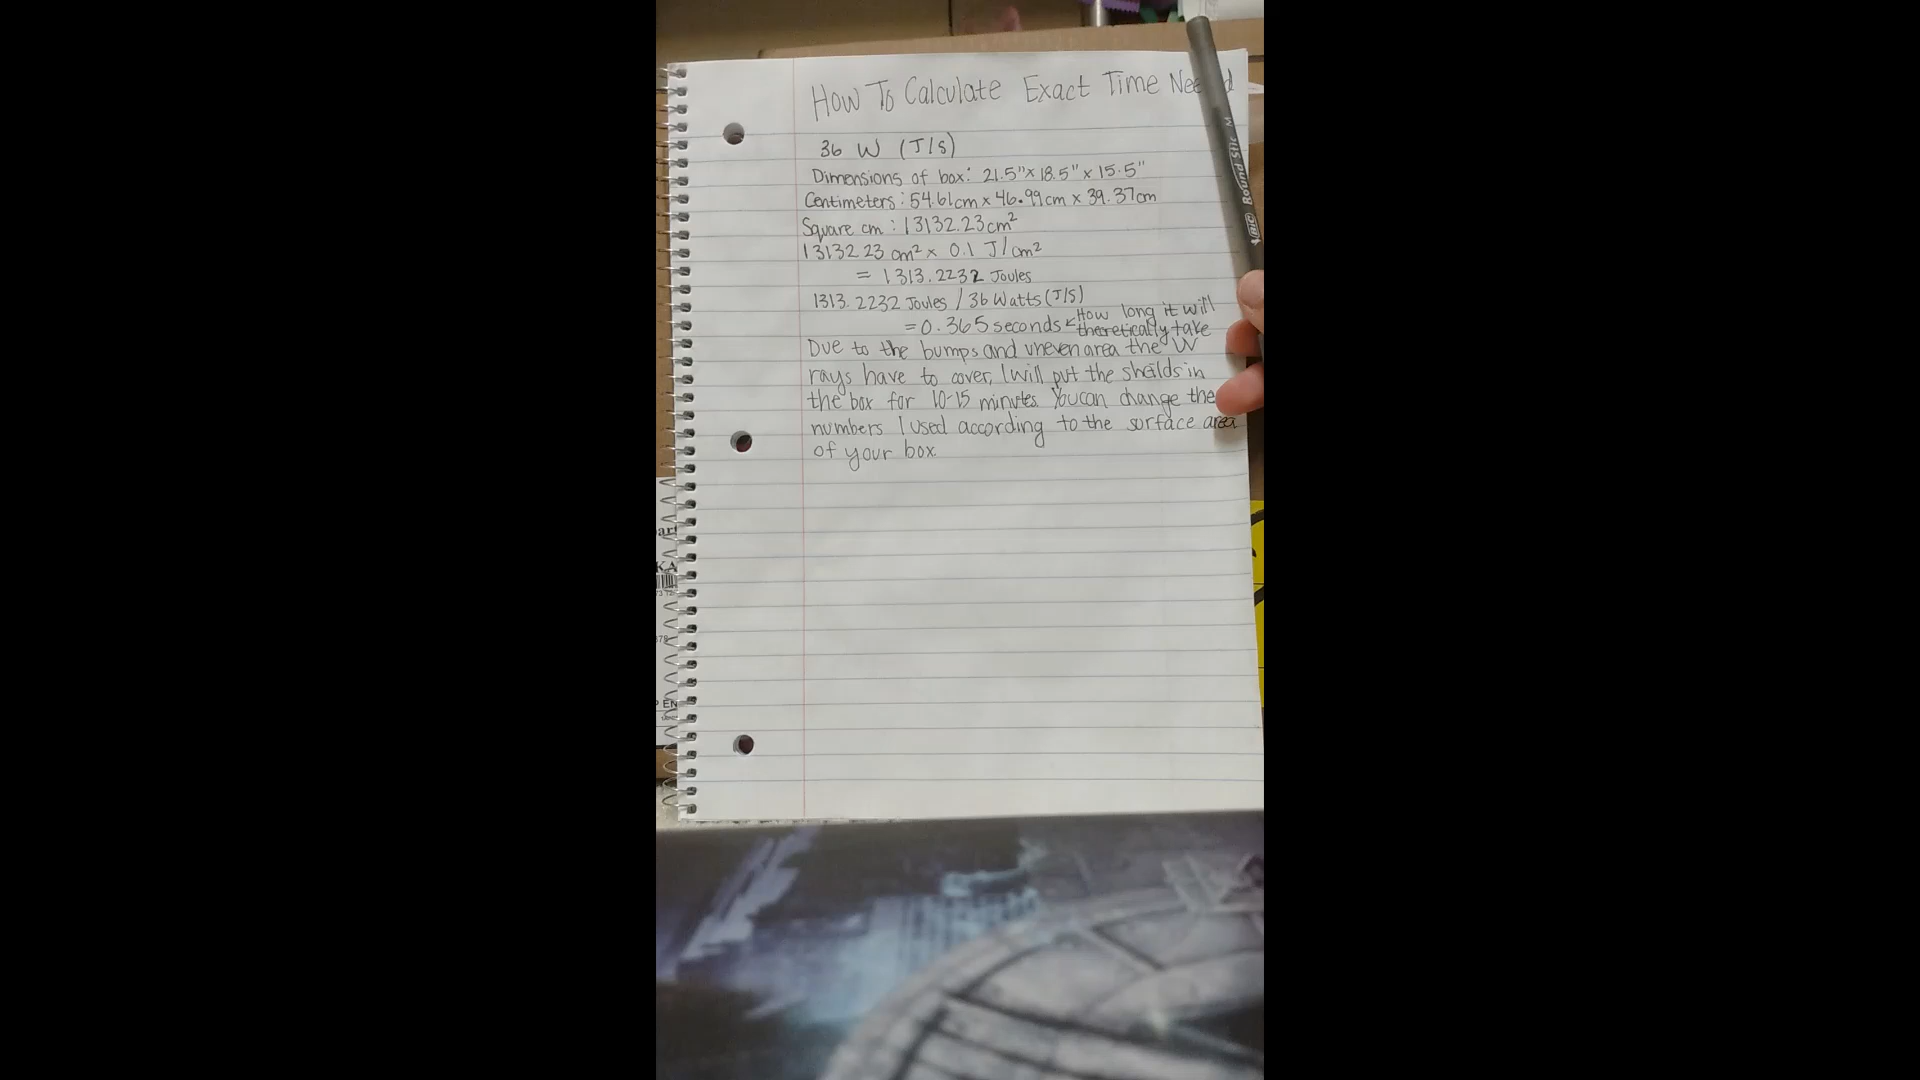 How To Calculate Exact Time Need
36 W (J/s)
Dimensions of box: 21.5"x 18.5" x 15.5"
Centimeters: 54.61cm x 46.99cm x 39.37cm
Square cm: 13132.23cm²
13132.23 cm² x 0.1 J/cm²
= 1313.2232 Joules
1313.2232 Joules / 36 Watts (J/s)
= 0.365 seconds ← How long it will
theoretically take
Due to the bumps and uneven area the UV
rays have to cover, I will put the sheilds in
the box for 10-15 minutes. You can change the
numbers I used according to the surface area
of your box.
BIC Round Stic M